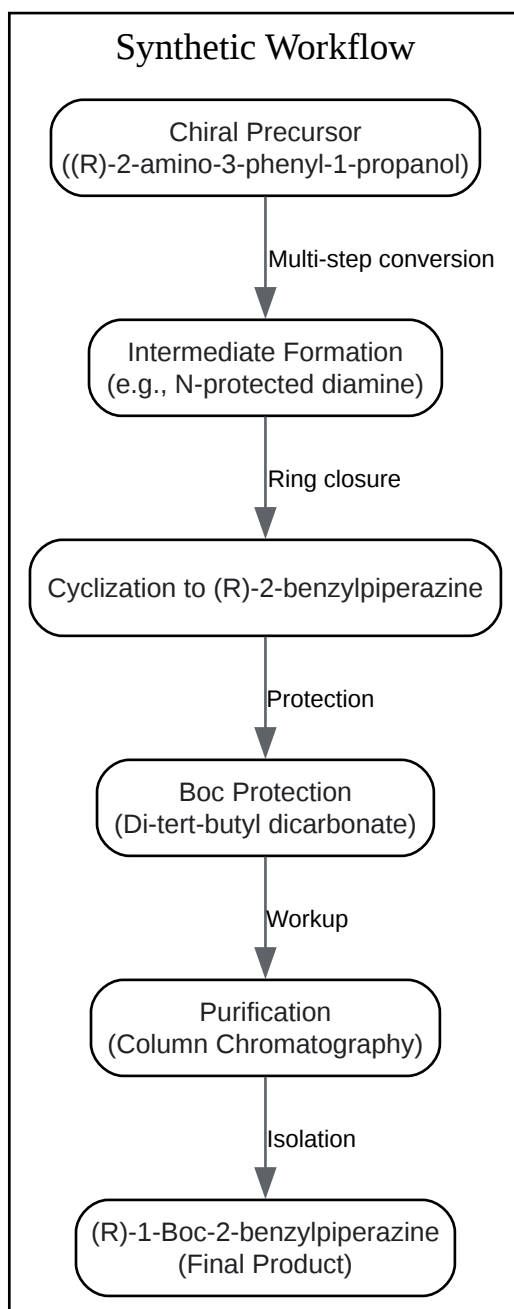 Synthetic Workflow
Chiral Precursor
((R)-2-amino-3-phenyl-1-propanol)
Multi-step conversion
Intermediate Formation
(e.g., N-protected diamine)
Ring closure
Cyclization to (R)-2-benzylpiperazine
Protection
Boc Protection
(Di-tert-butyl dicarbonate)
Workup
Purification
(Column Chromatography)
Isolation
(R)-1-Boc-2-benzylpiperazine
(Final Product)